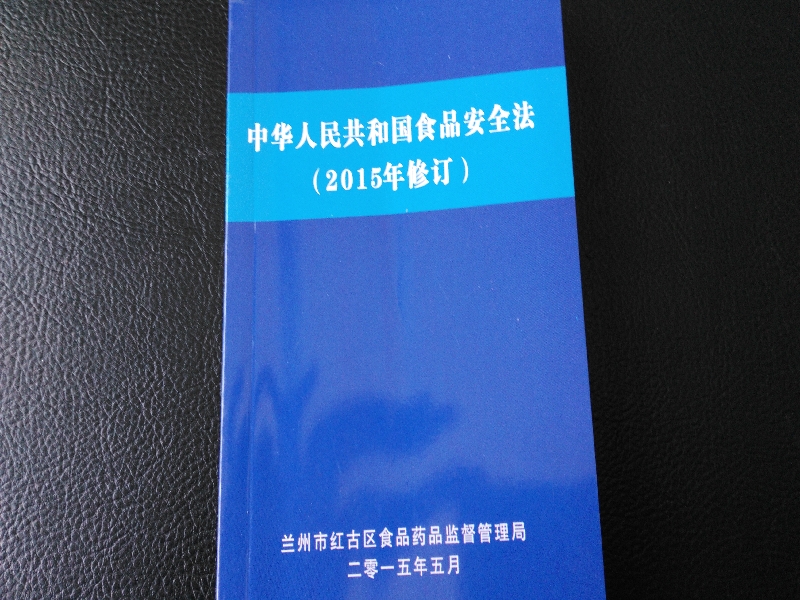 中华人民共和国食品安全法
（2015年修订）
兰州市红古区食品药品监督管理局
二零一五年五月